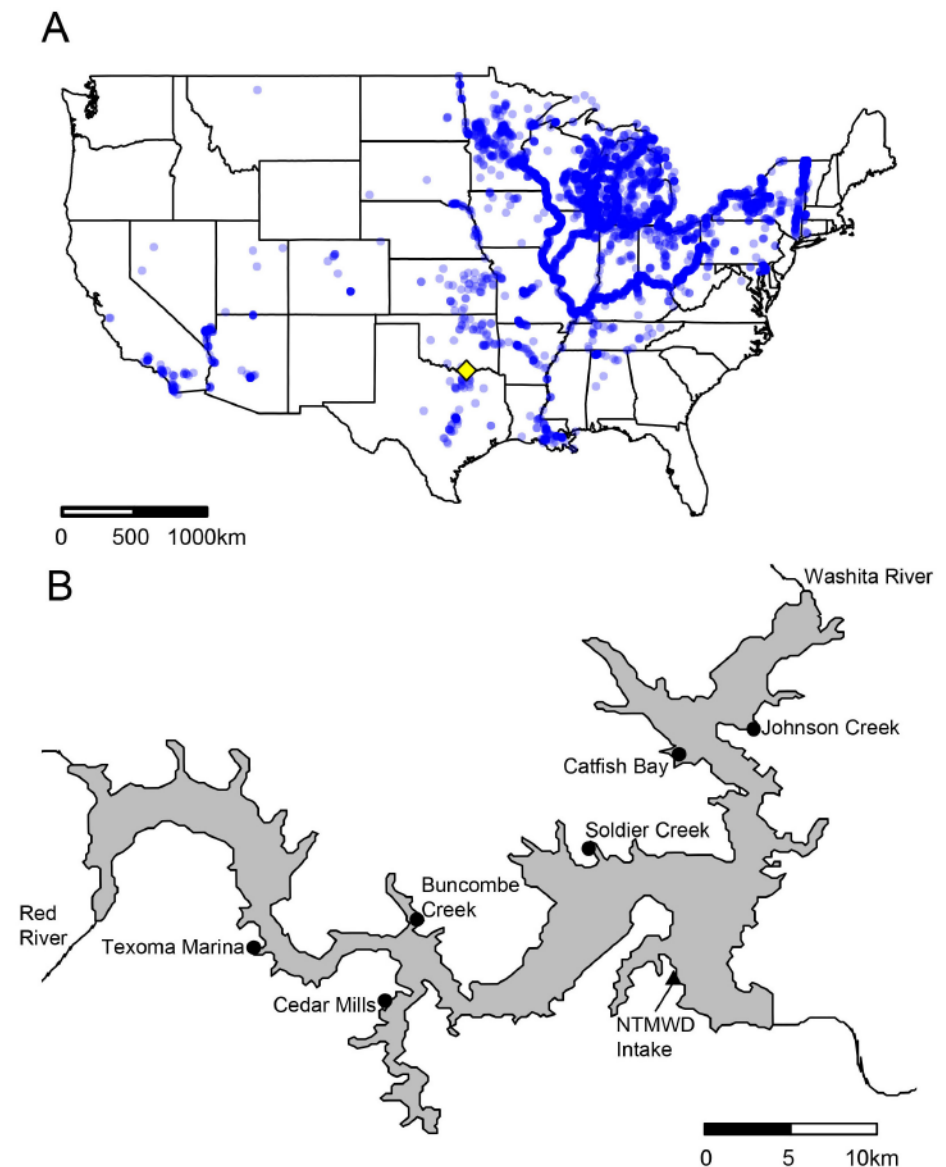 A
0 500 1000km
B
Washita River
Johnson Creek
Catfish Bay
Soldier Creek
Buncombe
Creek
Red
River
Texoma Marina
Cedar Mills
NTMWD
Intake
0 5 10km